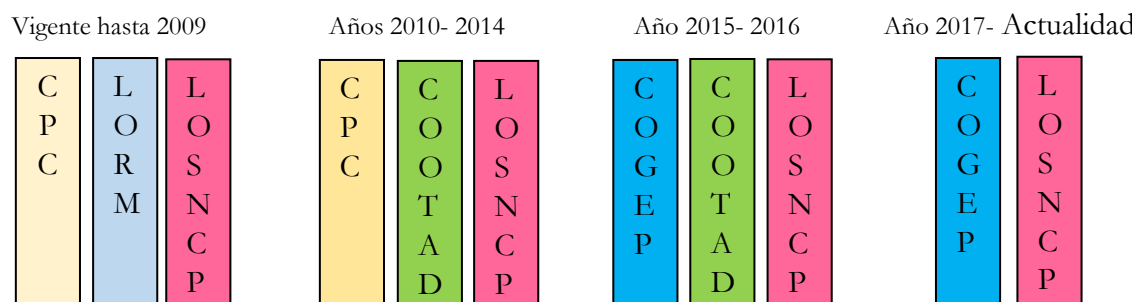 Vigente hasta 2009
Años 2010- 2014
Año 2015- 2016
Año 2017- Actualidad
CPC
LORM
LOSNCP
CPC
COOTAD
LOSNCP
COGEP
COOTAD
LOSNCP
COGEP
LOSNCP